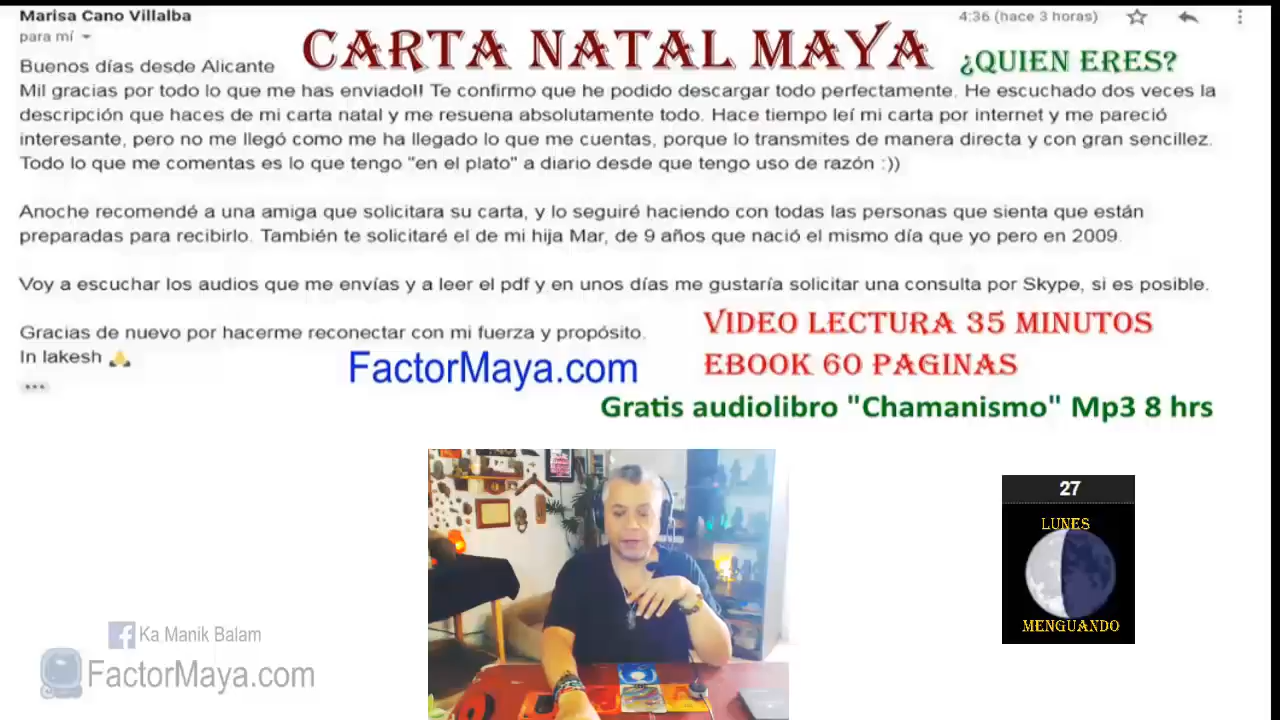 Marisa Cano Villalba
4:36 (hace 3 horas)
para mí
CARTA NATAL MAYA
¿QUIEN ERES?
Buenos días desde Alicante
Mil gracias por todo lo que me has enviado!! Te confirmo que he podido descargar todo perfectamente. He escuchado dos veces la
descripción que haces de mi carta natal y me resuena absolutamente todo. Hace tiempo leí mi carta por internet y me pareció
interesante, pero no me llegó como me ha llegado lo que me cuentas, porque lo transmites de manera directa y con gran sencillez.
Todo lo que me comentas es lo que tengo "en el plato" a diario desde que tengo uso de razón :))
Anoche recomendé a una amiga que solicitara su carta, y lo seguiré haciendo con todas las personas que sienta que están
preparadas para recibirlo. También te solicitaré el de mi hija Mar, de 9 años que nació el mismo día que yo pero en 2009.
Voy a escuchar los audios que me envías y a leer el pdf y en unos días me gustaría solicitar una consulta por Skype, si es posible.
Gracias de nuevo por hacerme reconectar con mi fuerza y propósito.
In lakesh
VIDEO LECTURA 35 MINUTOS
EBOOK 60 PAGINAS
FactorMaya.com
Gratis audiolibro "Chamanismo" Mp3 8 hrs
27
LUNES
MENGUANDO
Ka Manik Balam
FactorMaya.com